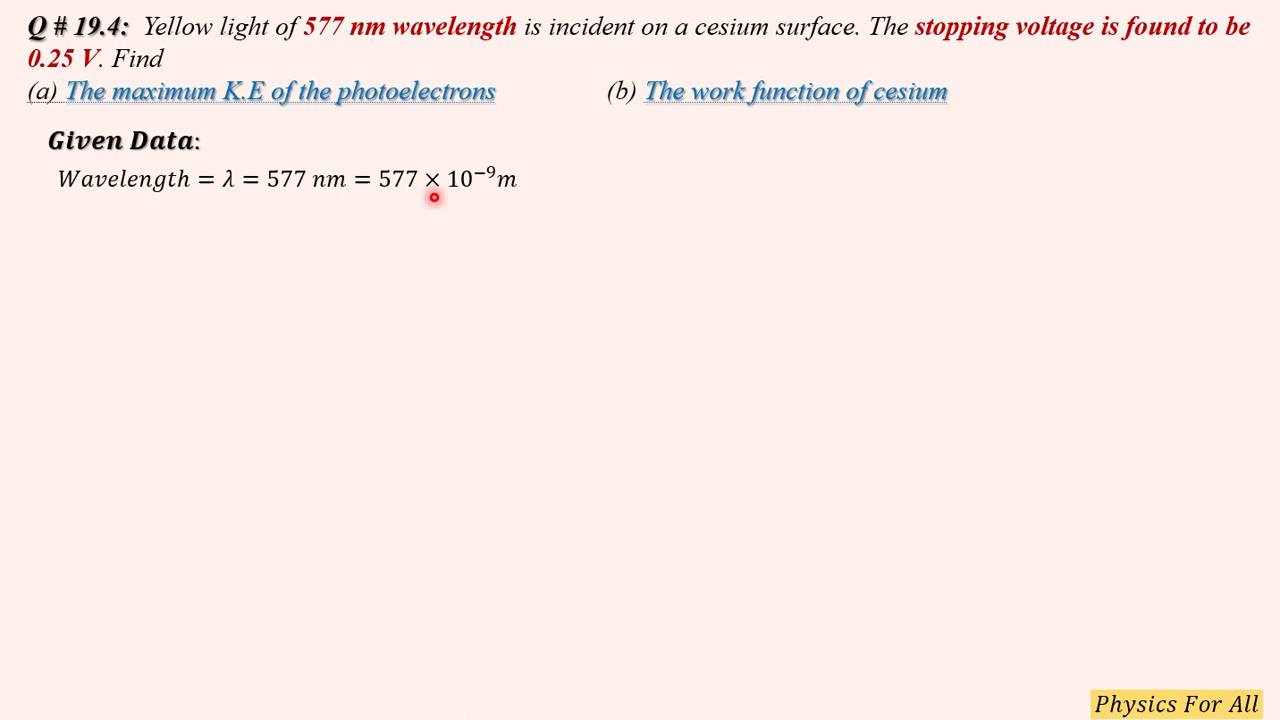 Q # 19.4: Yellow light of 577 nm wavelength is incident on a cesium surface. The stopping voltage is found to be
0.25 V. Find
(a) The maximum K.E of the photoelectrons (b) The work function of cesium
Given Data:
Wavelength = λ = 577 nm = 577 × 10⁻⁹m
Physics For All